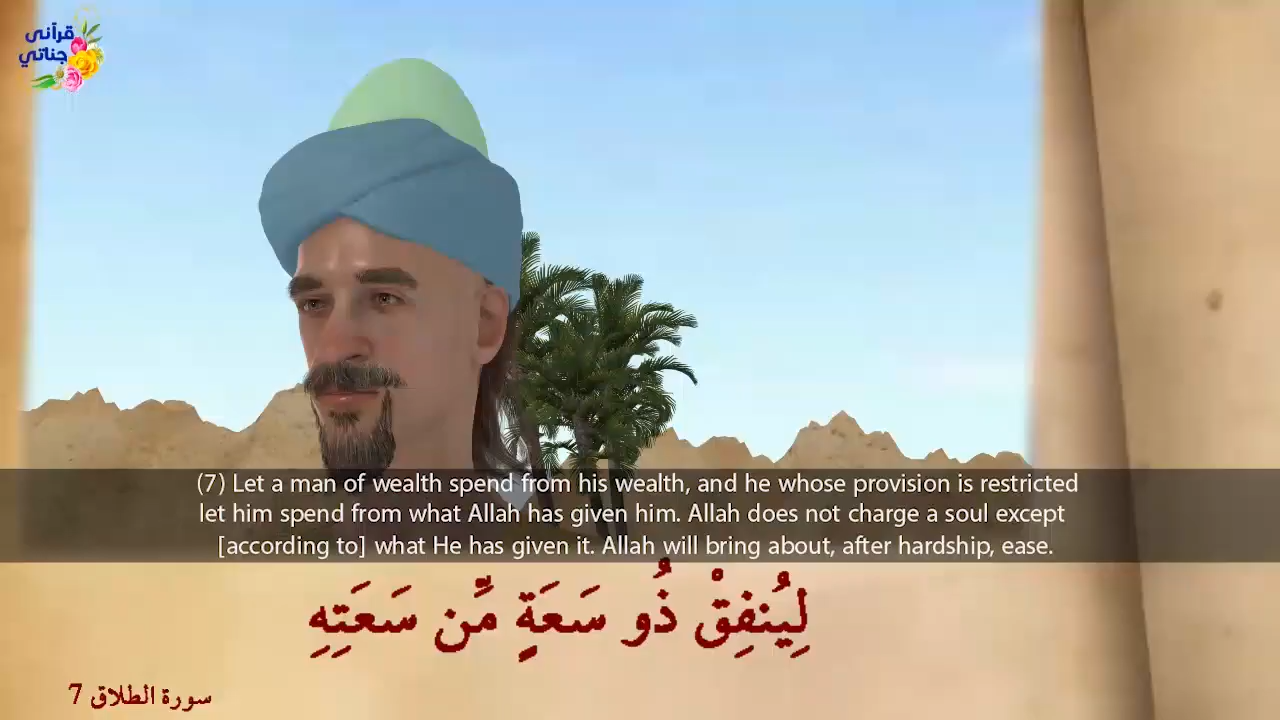 قرآنى
جناتي
(7) Let a man of wealth spend from his wealth, and he whose provision is restricted
let him spend from what Allah has given him. Allah does not charge a soul except
[according to] what He has given it. Allah will bring about, after hardship, ease.
لِيُنفِقْ ذُو سَعَةٍ مِّن سَعَتِهِ
سورة الطلاق 7